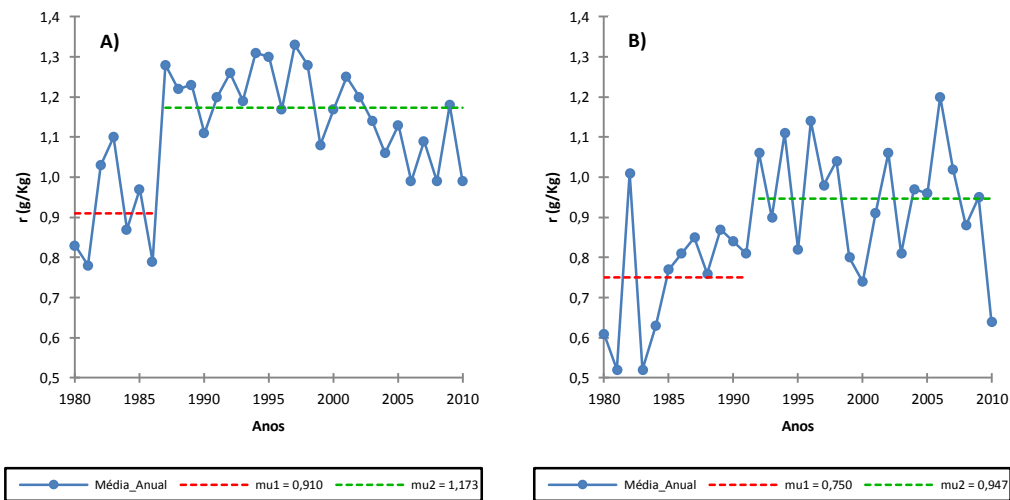 A)
r (g/Kg)
1,4
1,3
1,2
1,1
1,0
0,9
0,8
0,7
0,6
0,5
1980 1985 1990 1995 2000 2005 2010
Anos
Média_Anual mu1 = 0,910 mu2 = 1,173
B)
r (g/Kg)
1,4
1,3
1,2
1,1
1,0
0,9
0,8
0,7
0,6
0,5
1980 1985 1990 1995 2000 2005 2010
Anos
Média_Anual mu1 = 0,750 mu2 = 0,947